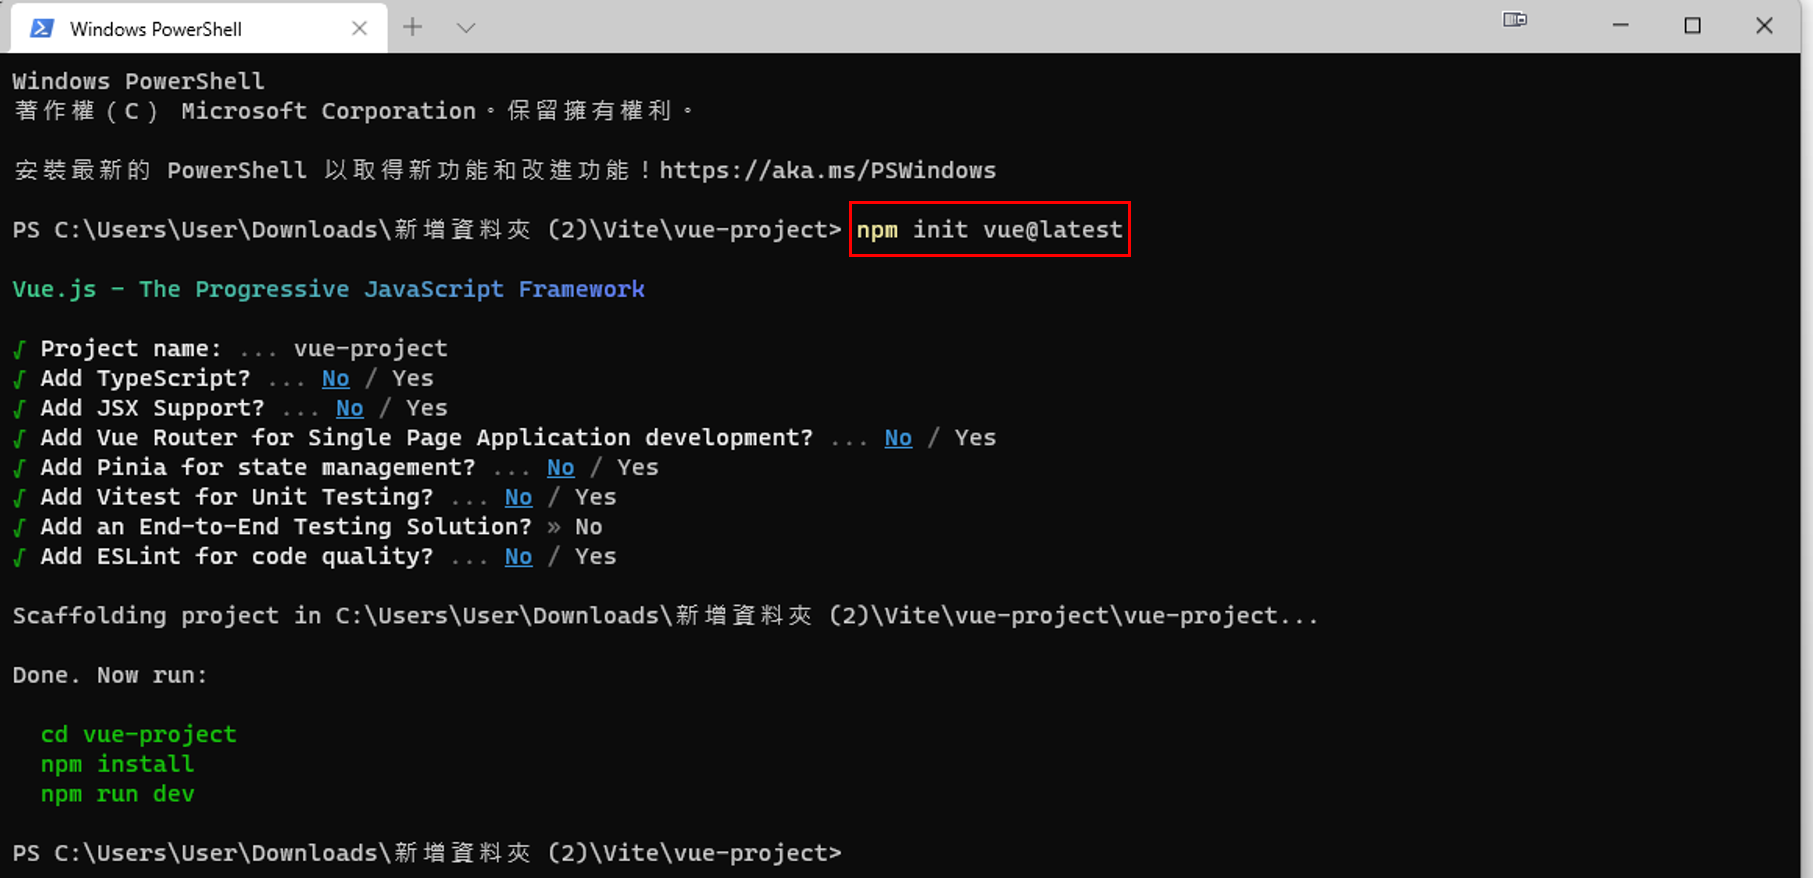 Windows PowerShell
Windows PowerShell
著作權 (C) Microsoft Corporation。保留擁有權利。
安裝最新的 PowerShell 以取得新功能和改進功能！https://aka.ms/PSWindows
PS C:\Users\User\Downloads\新增資料夾 (2)\Vite\vue-project> npm init vue@latest
Vue.js - The Progressive JavaScript Framework
√ Project name: ... vue-project
√ Add TypeScript? ... No / Yes
√ Add JSX Support? ... No / Yes
√ Add Vue Router for Single Page Application development? ... No / Yes
√ Add Pinia for state management? ... No / Yes
√ Add Vitest for Unit Testing? ... No / Yes
√ Add an End-to-End Testing Solution? » No
√ Add ESLint for code quality? ... No / Yes
Scaffolding project in C:\Users\User\Downloads\新增資料夾 (2)\Vite\vue-project\vue-project...
Done. Now run:
cd vue-project
npm install
npm run dev
PS C:\Users\User\Downloads\新增資料夾 (2)\Vite\vue-project>